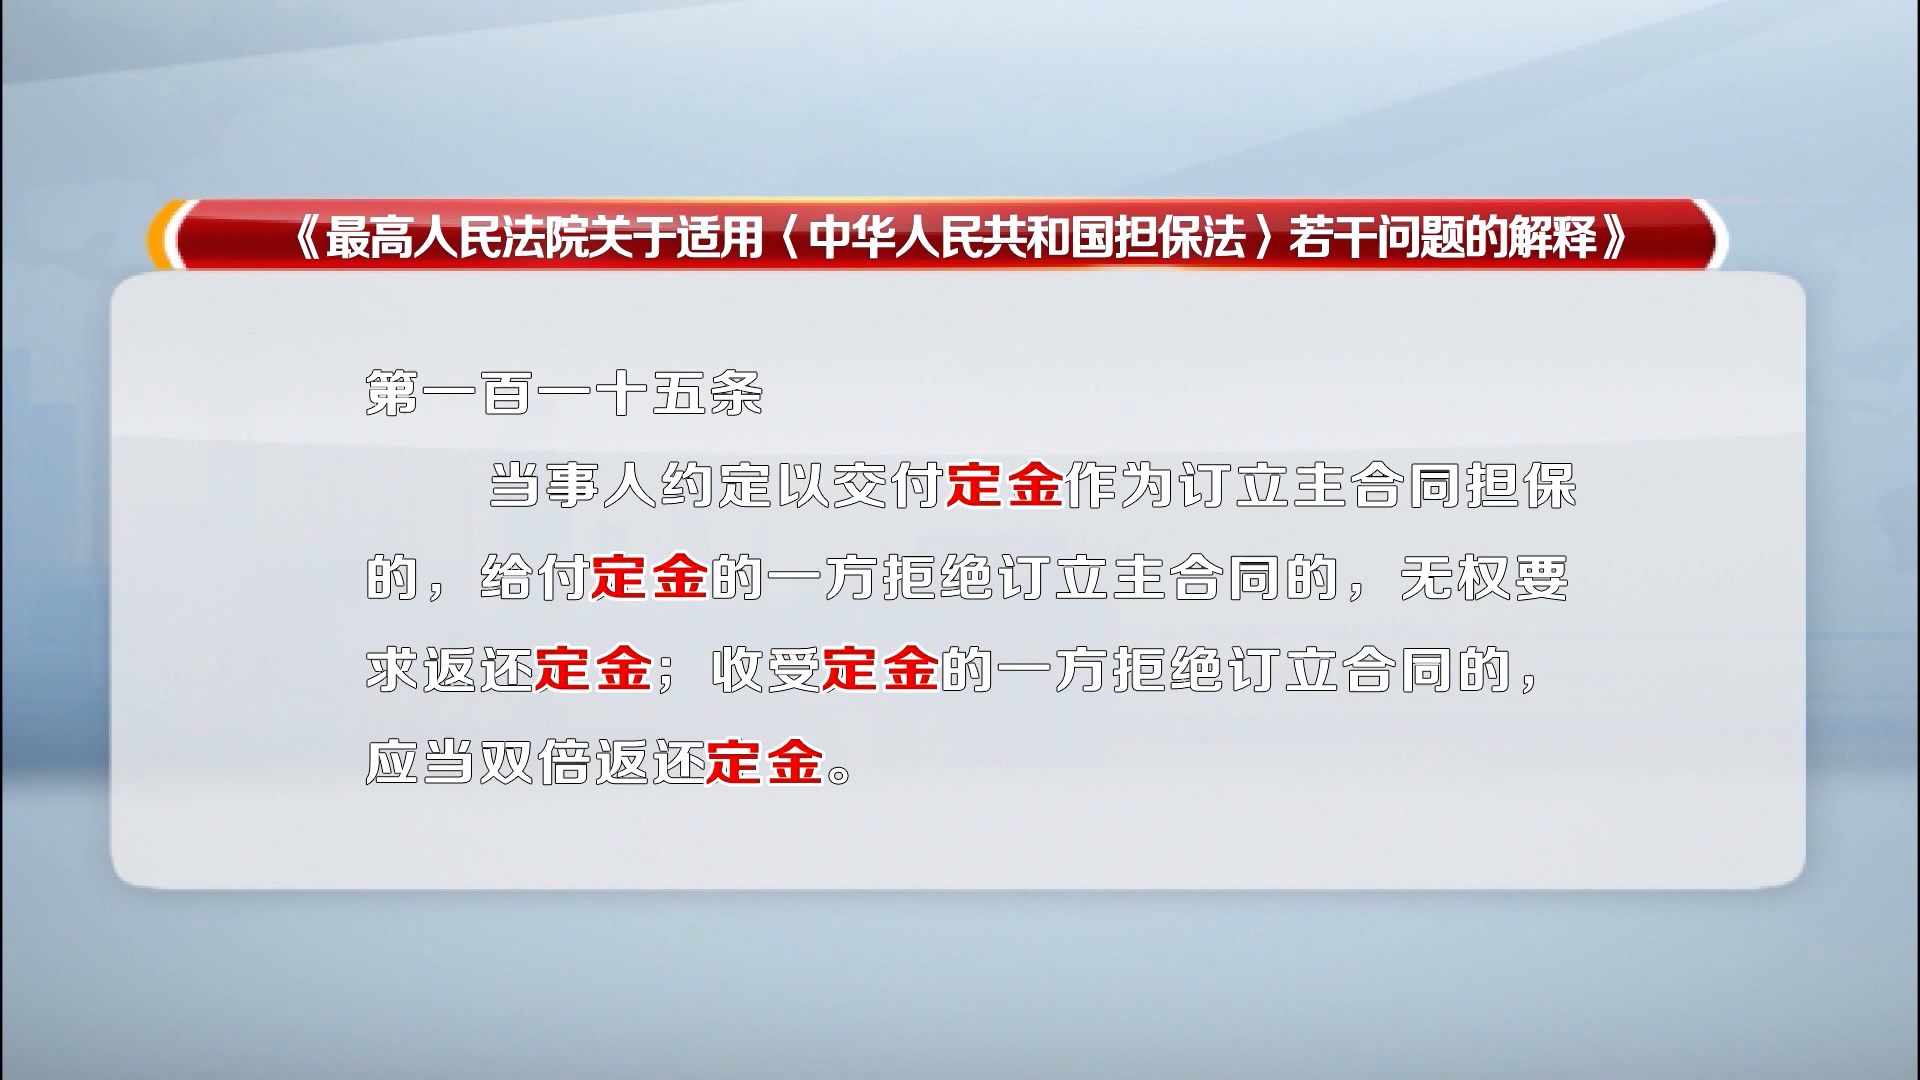 《最高人民法院关于适用〈中华人民共和国担保法〉若干问题的解释》
第一百一十五条
当事人约定以交付定金作为订立主合同担保
的，给付定金的一方拒绝订立主合同的，无权要
求返还定金；收受定金的一方拒绝订立合同的，
应当双倍返还定金。